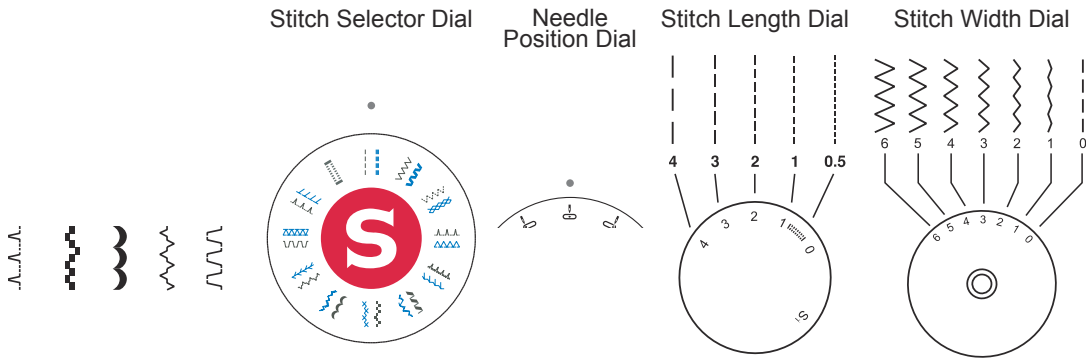 Stitch Selector Dial
Needle
Position Dial
Stitch Length Dial
Stitch Width Dial
4 3 2 1 0.5
6 5 4 3 2 1 0
S
4 3 2 1 0
S¹
6 5 4 3 2 1 0